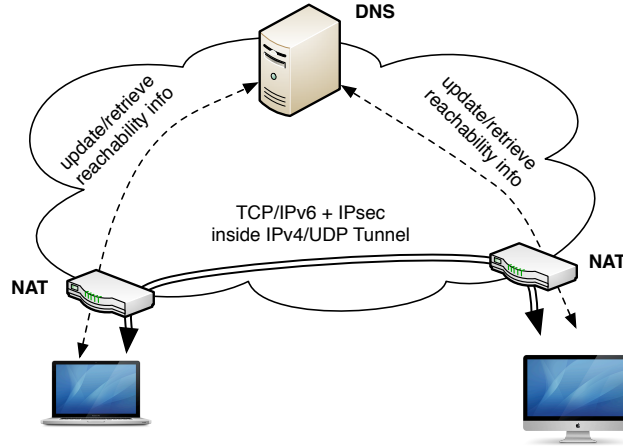 DNS
update/retrieve
reachability info
update/retrieve
reachability info
TCP/IPv6 + IPsec
inside IPv4/UDP Tunnel
NAT
NAT